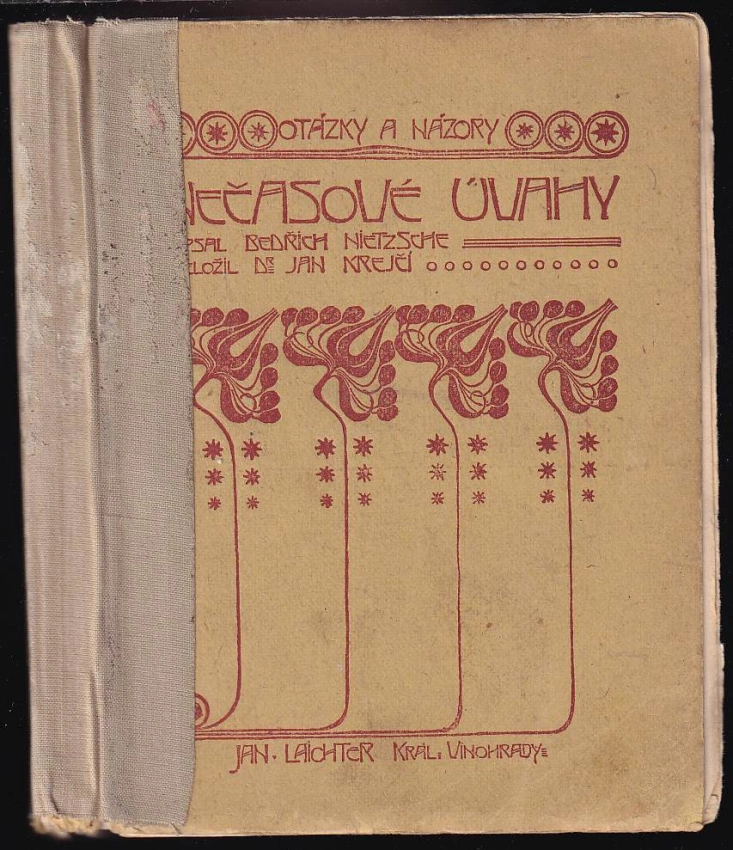 OTÁZKY A NÁZORY
NEČASOVÉ ÚVAHY
PSAL BEDŘICH NIETZSCHE
ELOŽIL DR JAN KREJČÍ
JAN · LAICHTER KRÁL: VINOHRADY